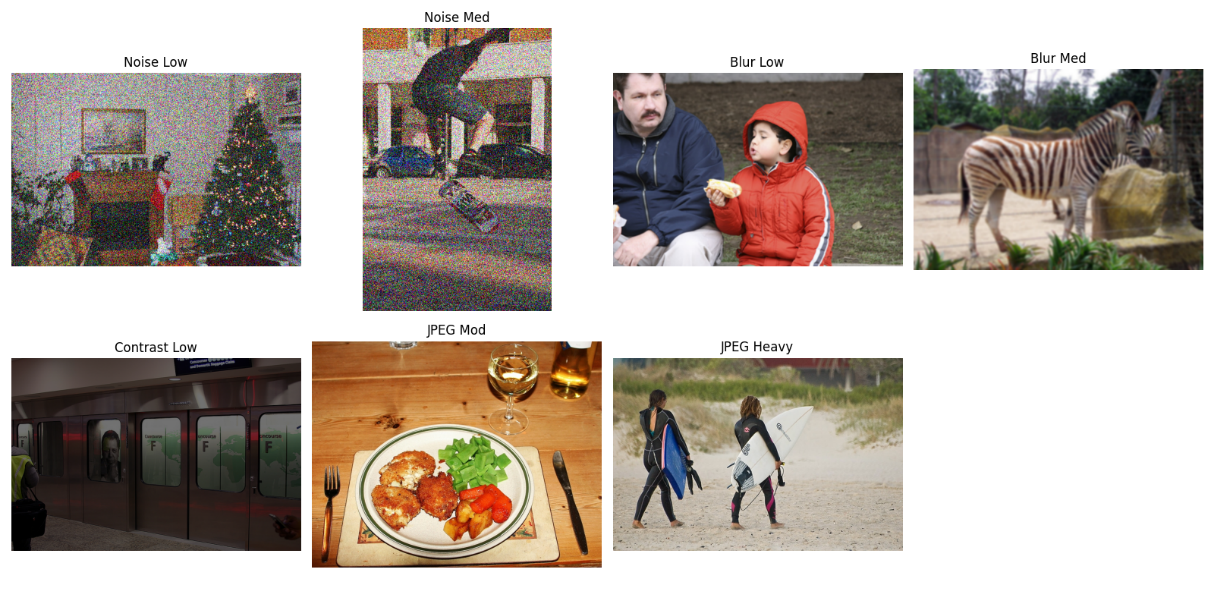 Noise Low
Noise Med
Blur Low
Blur Med
Contrast Low
F
F
F
JPEG Mod
JPEG Heavy